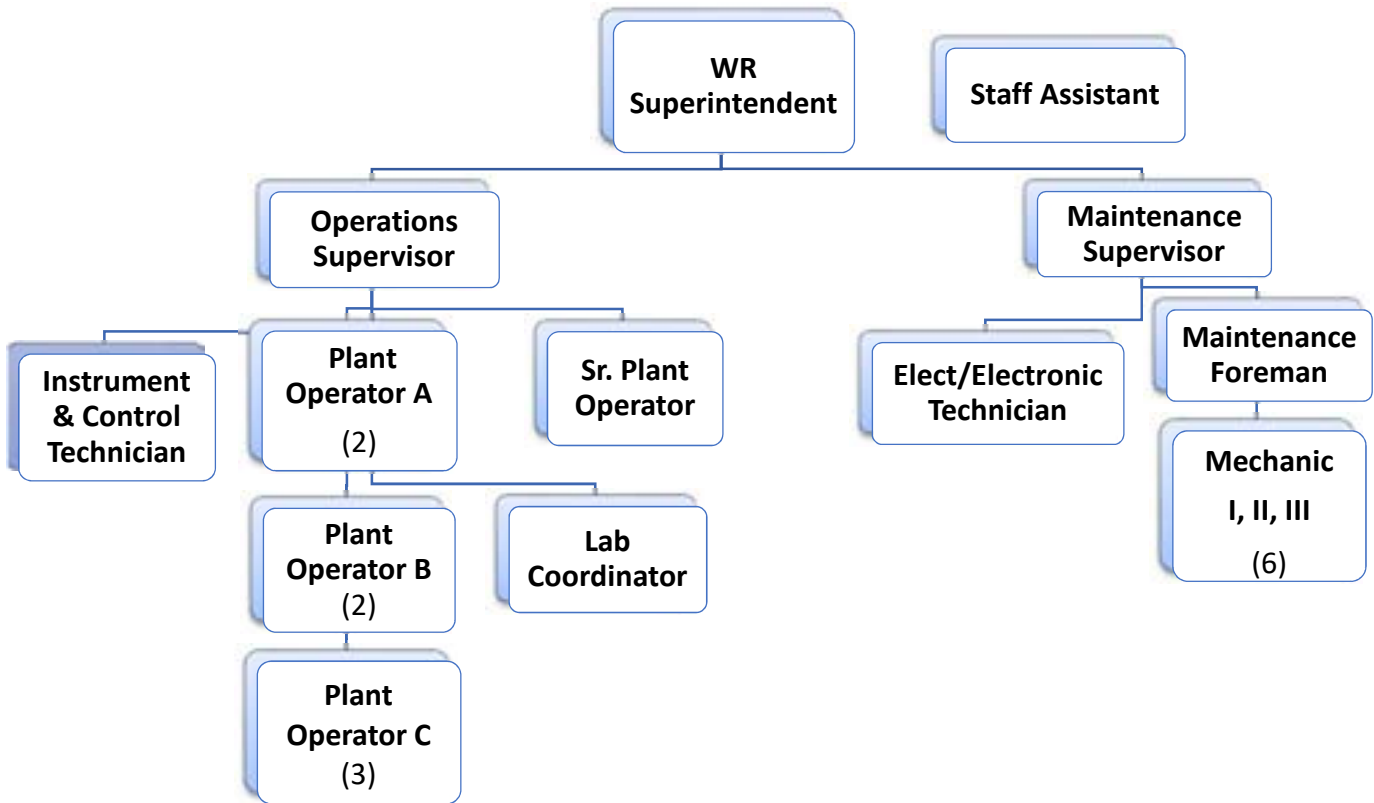 WR
Superintendent
Staff Assistant
Operations
Supervisor
Maintenance
Supervisor
Instrument
& Control
Technician
Plant
Operator A
(2)
Sr. Plant
Operator
Elect/Electronic
Technician
Maintenance
Foreman
Plant
Operator B
(2)
Lab
Coordinator
Mechanic
I, II, III
(6)
Plant
Operator C
(3)